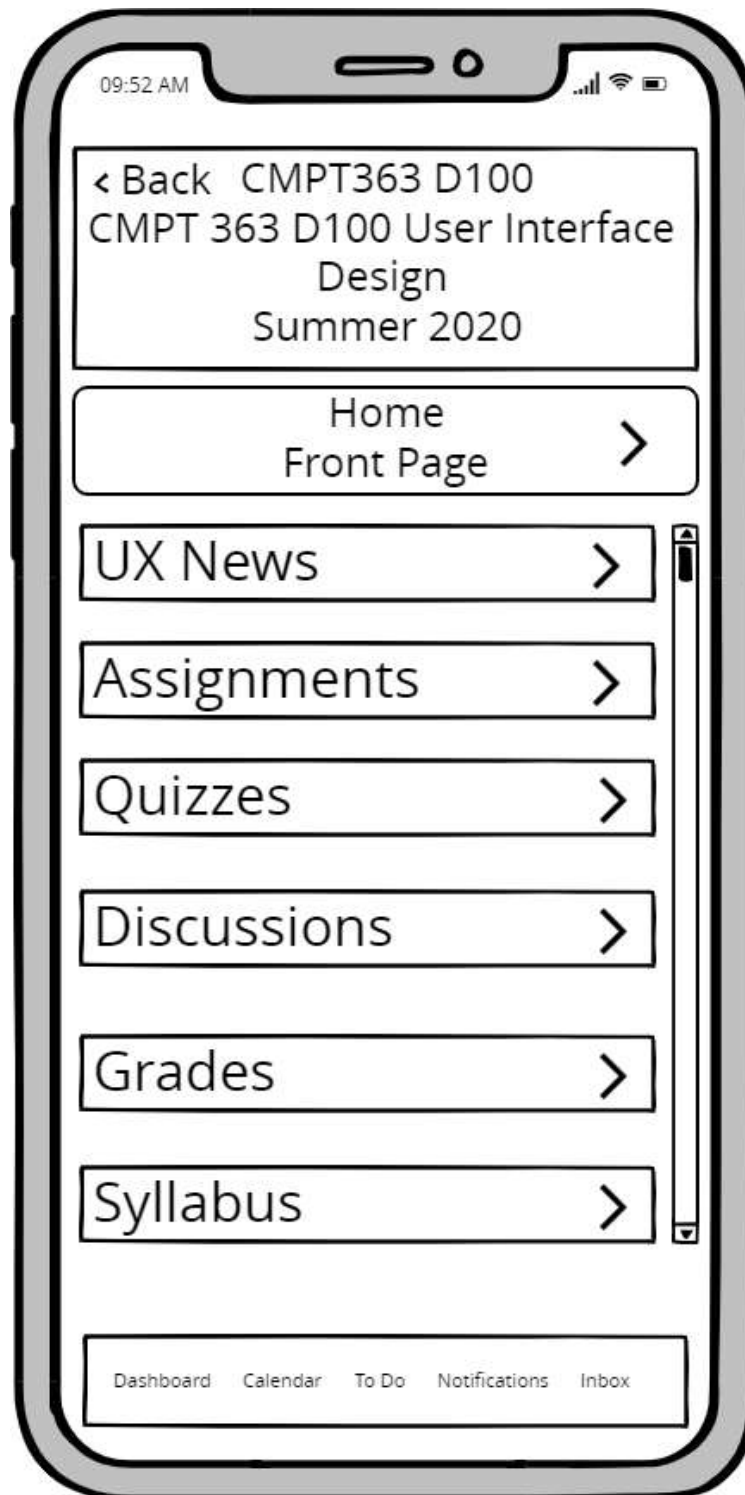 09:52 AM
< Back CMPT363 D100
CMPT 363 D100 User Interface
Design
Summer 2020
Home
Front Page
UX News
Assignments
Quizzes
Discussions
Grades
Syllabus
Dashboard Calendar To Do Notifications Inbox